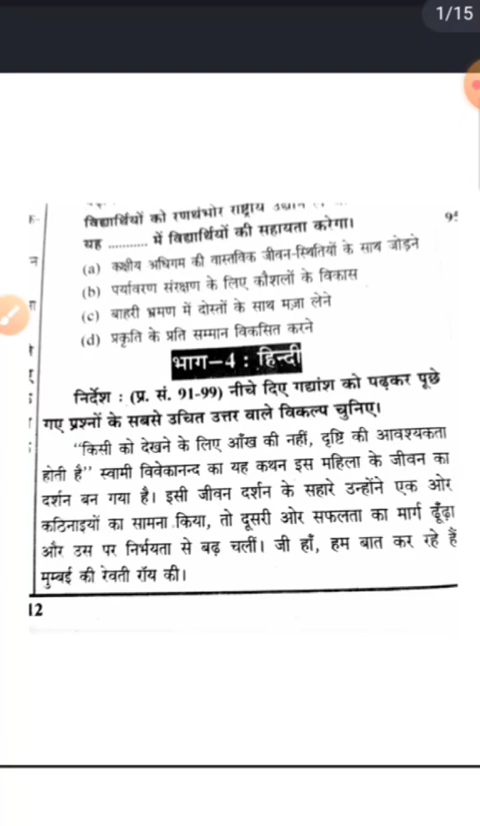 1/15
विद्यार्थियों को रणथंभोर राष्ट्रीय उद्यान
95
यह ........... में विद्यार्थियों की सहायता करेगा।
(a) कक्षीय अधिगम की वास्तविक जीवन-स्थितियों के साथ जोड़ने
(b) पर्यावरण संरक्षण के लिए कौशलों के विकास
(c) बाहरी भ्रमण में दोस्तों के साथ मज़ा लेने
(d) प्रकृति के प्रति सम्मान विकसित करने
भाग–4 : हिन्दी
निर्देश : (प्र. सं. 91-99) नीचे दिए गद्यांश को पढ़कर पूछे
गए प्रश्नों के सबसे उचित उत्तर वाले विकल्प चुनिए।
“किसी को देखने के लिए आँख की नहीं, दृष्टि की आवश्यकता
होती है” स्वामी विवेकानन्द का यह कथन इस महिला के जीवन का
दर्शन बन गया है। इसी जीवन दर्शन के सहारे उन्होंने एक ओर
कठिनाइयों का सामना किया, तो दूसरी ओर सफलता का मार्ग ढूँढ़ा
और उस पर निर्भयता से बढ़ चलीं। जी हाँ, हम बात कर रहे हैं
मुम्बई की रेवती रॉय की।
12